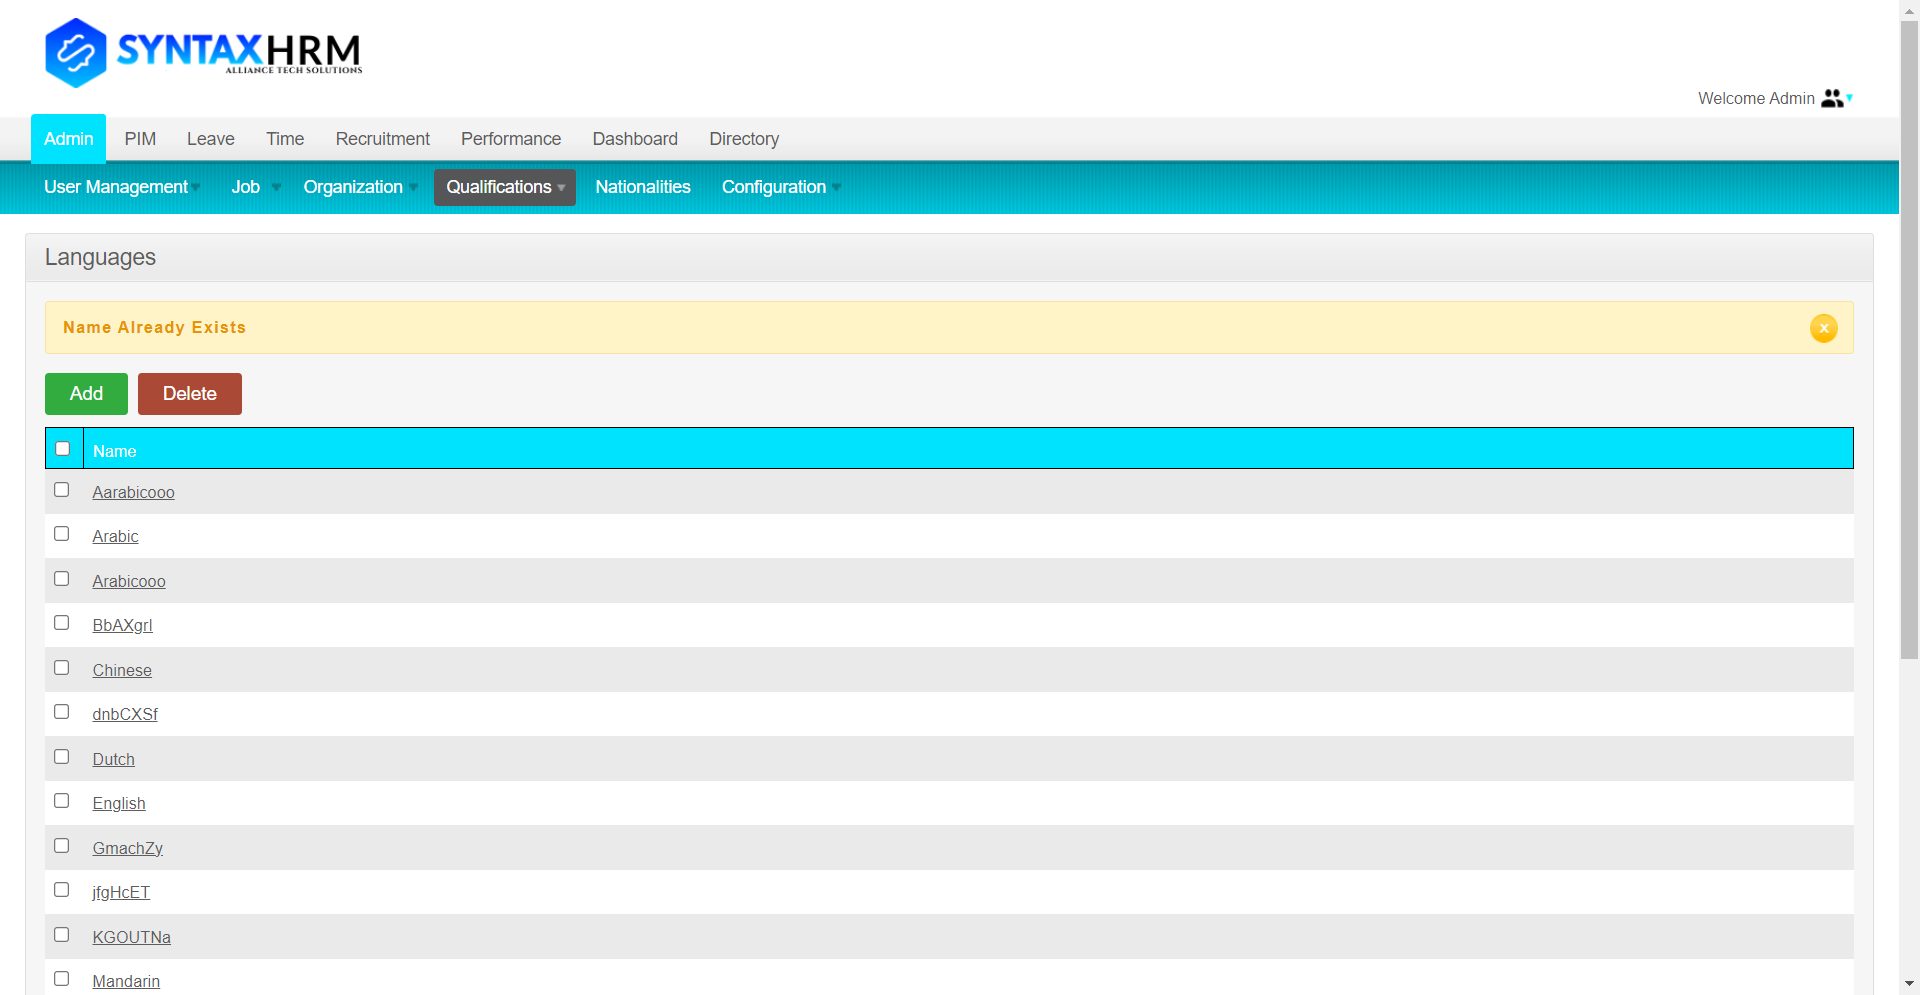 SYNTAXHRM
ALLIANCE TECH SOLUTIONS
Welcome Admin
Admin PIM Leave Time Recruitment Performance Dashboard Directory
User Management Job Organization Qualifications Nationalities Configuration
Languages
Name Already Exists
x
Add Delete
Name
Aarabicooo
Arabic
Arabicooo
BbAXgrl
Chinese
dnbCXSf
Dutch
English
GmachZy
jfgHcET
KGOUTNa
Mandarin